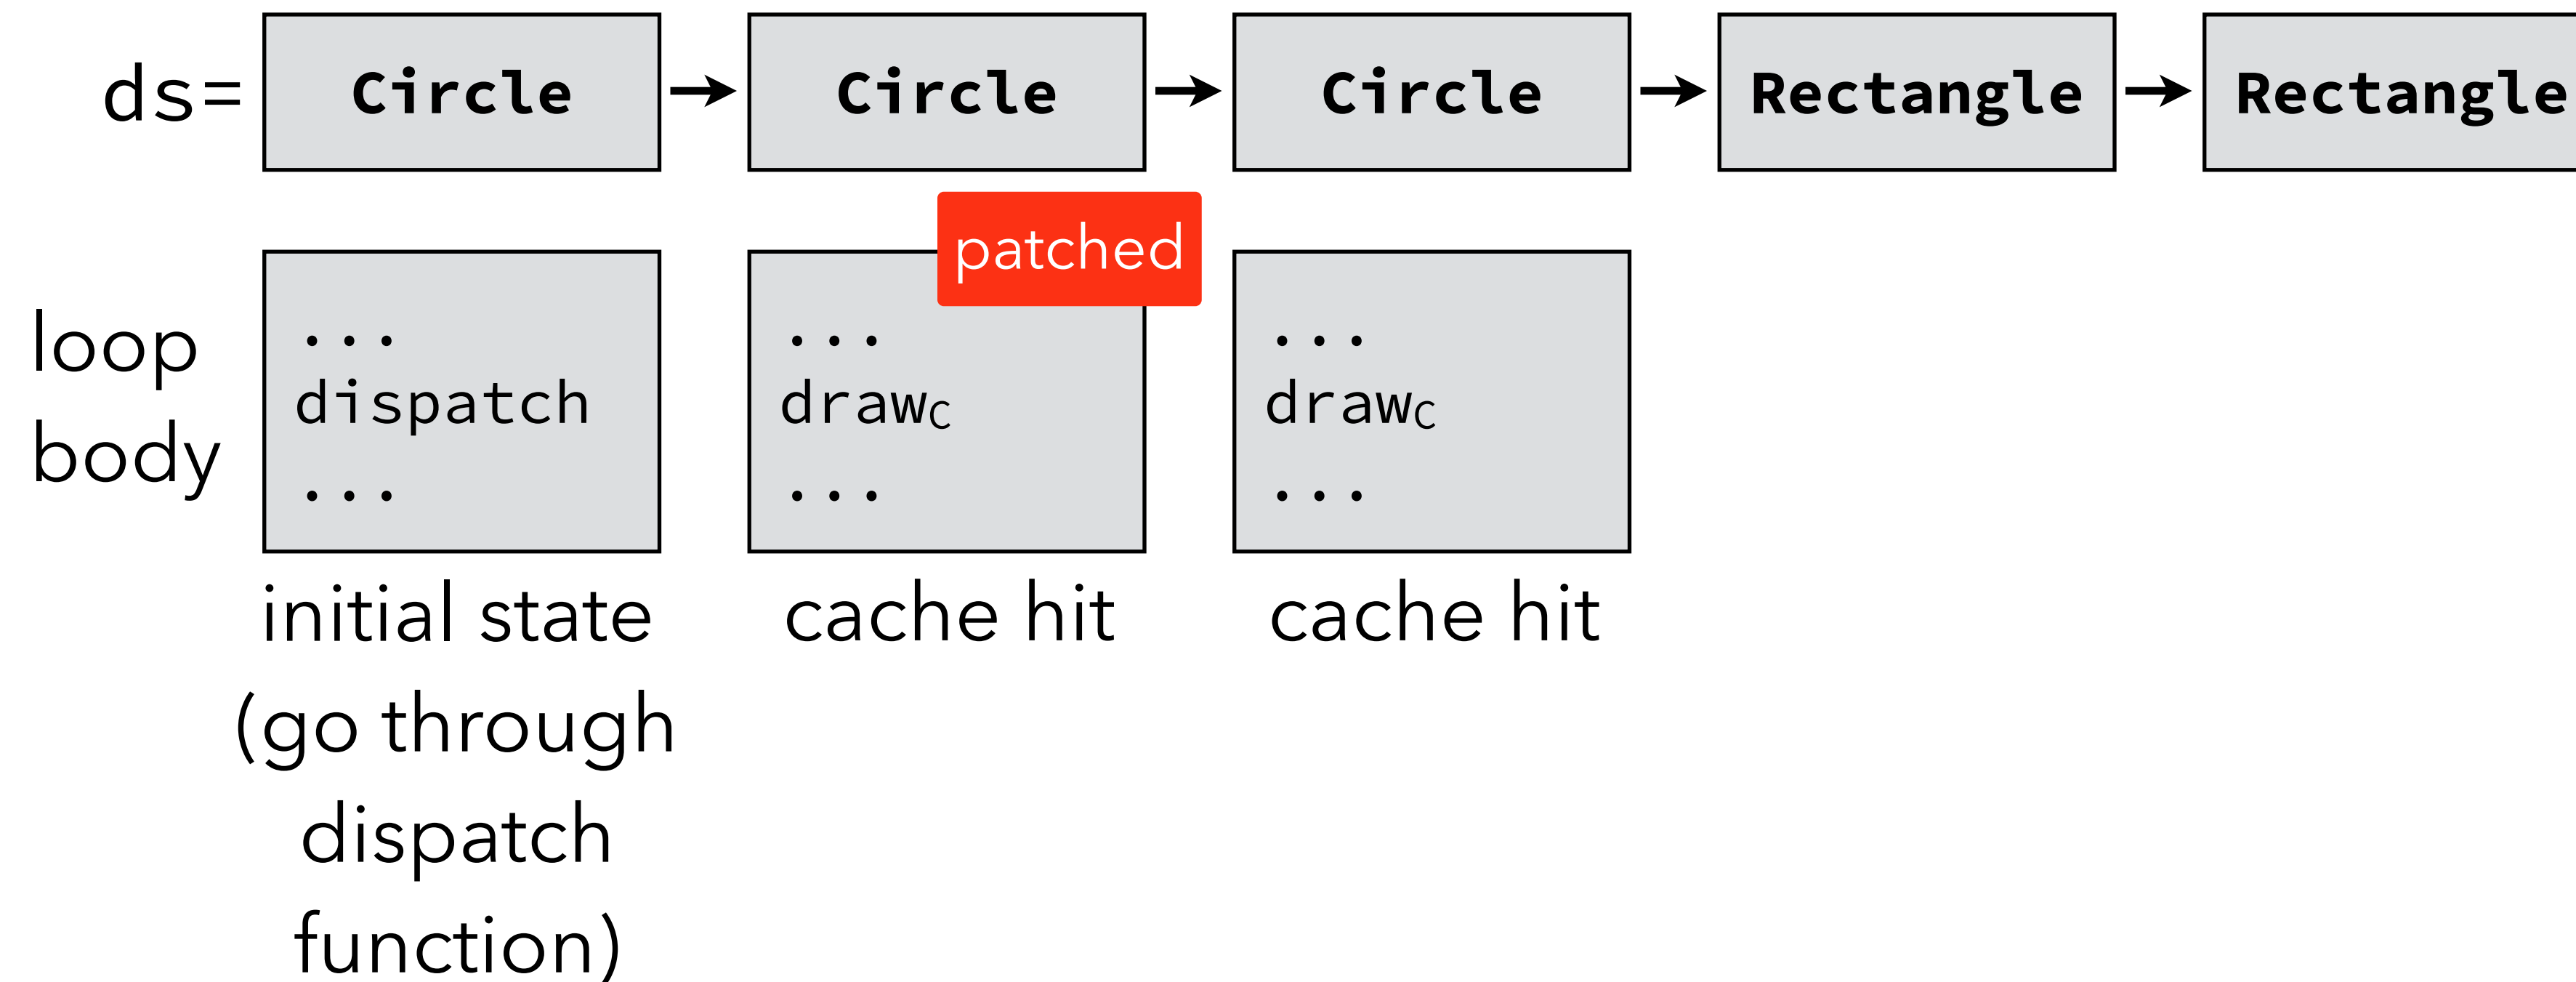 ds= Circle → Circle → Circle → Rectangle → Rectangle
patched
loop
body
...
dispatch
...
...
drawC
...
...
drawC
...
initial state
(go through
dispatch
function)
cache hit
cache hit